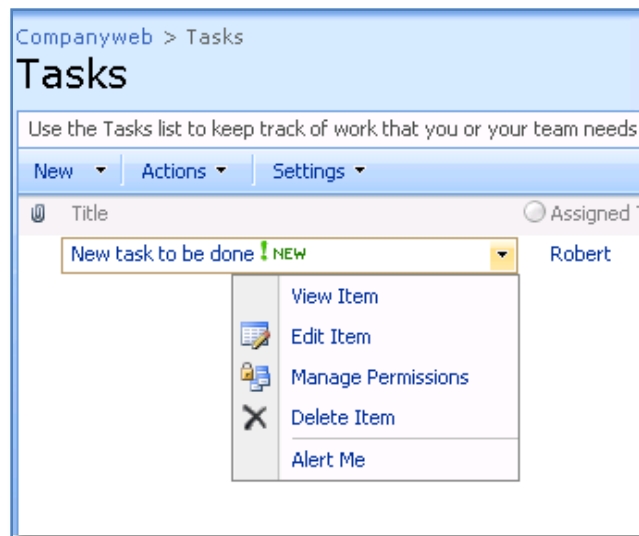 Companyweb > Tasks
Tasks
Use the Tasks list to keep track of work that you or your team needs
New Actions Settings
Title Assigned
New task to be done ! NEW Robert
View Item
Edit Item
Manage Permissions
Delete Item
Alert Me